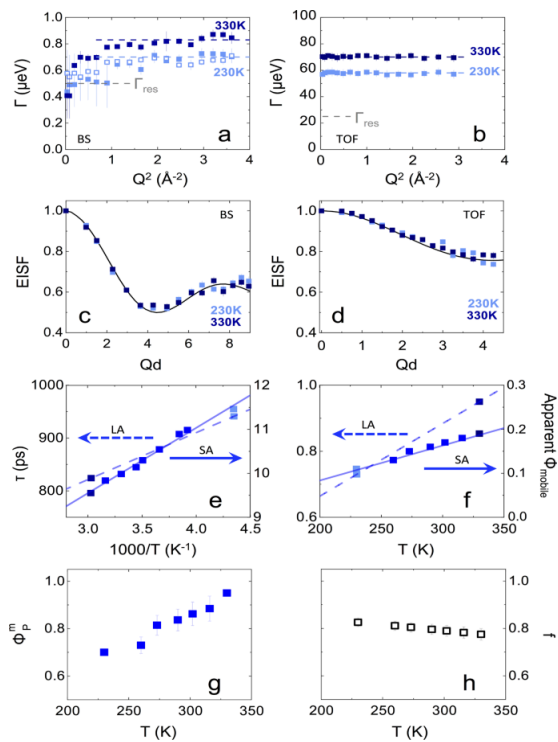 1.0
0.8
0.6
0.4
0.2
0.0
Γ (μeV)
330K
230K
Γres
a
BS
0 1 2 3 4
Q² (Å⁻²)
100
80
60
40
20
0
Γ (μeV)
330K
230K
Γres
TOF
b
0 1 2 3 4
Q² (Å⁻²)
1.0
0.8
0.6
0.4
EISF
BS
c
230K
330K
0 2 4 6 8
Qd
1.0
0.8
0.6
0.4
EISF
TOF
d
230K
330K
0 1 2 3 4
Qd
1000
950
900
850
800
τ (ps)
LA
SA
e
12
11
10
9
3.0 3.5 4.0 4.5
1000/T (K⁻¹)
1.0
0.9
0.8
0.7
0.6
LA
SA
f
0.3
0.2
0.1
0.0
Apparent Φmobile
200 225 250 275 300 325 350
T (K)
1.0
0.8
0.6
ΦPm
g
200 250 300 350
T (K)
1.0
0.8
0.6
f
h
200 250 300 350
T (K)